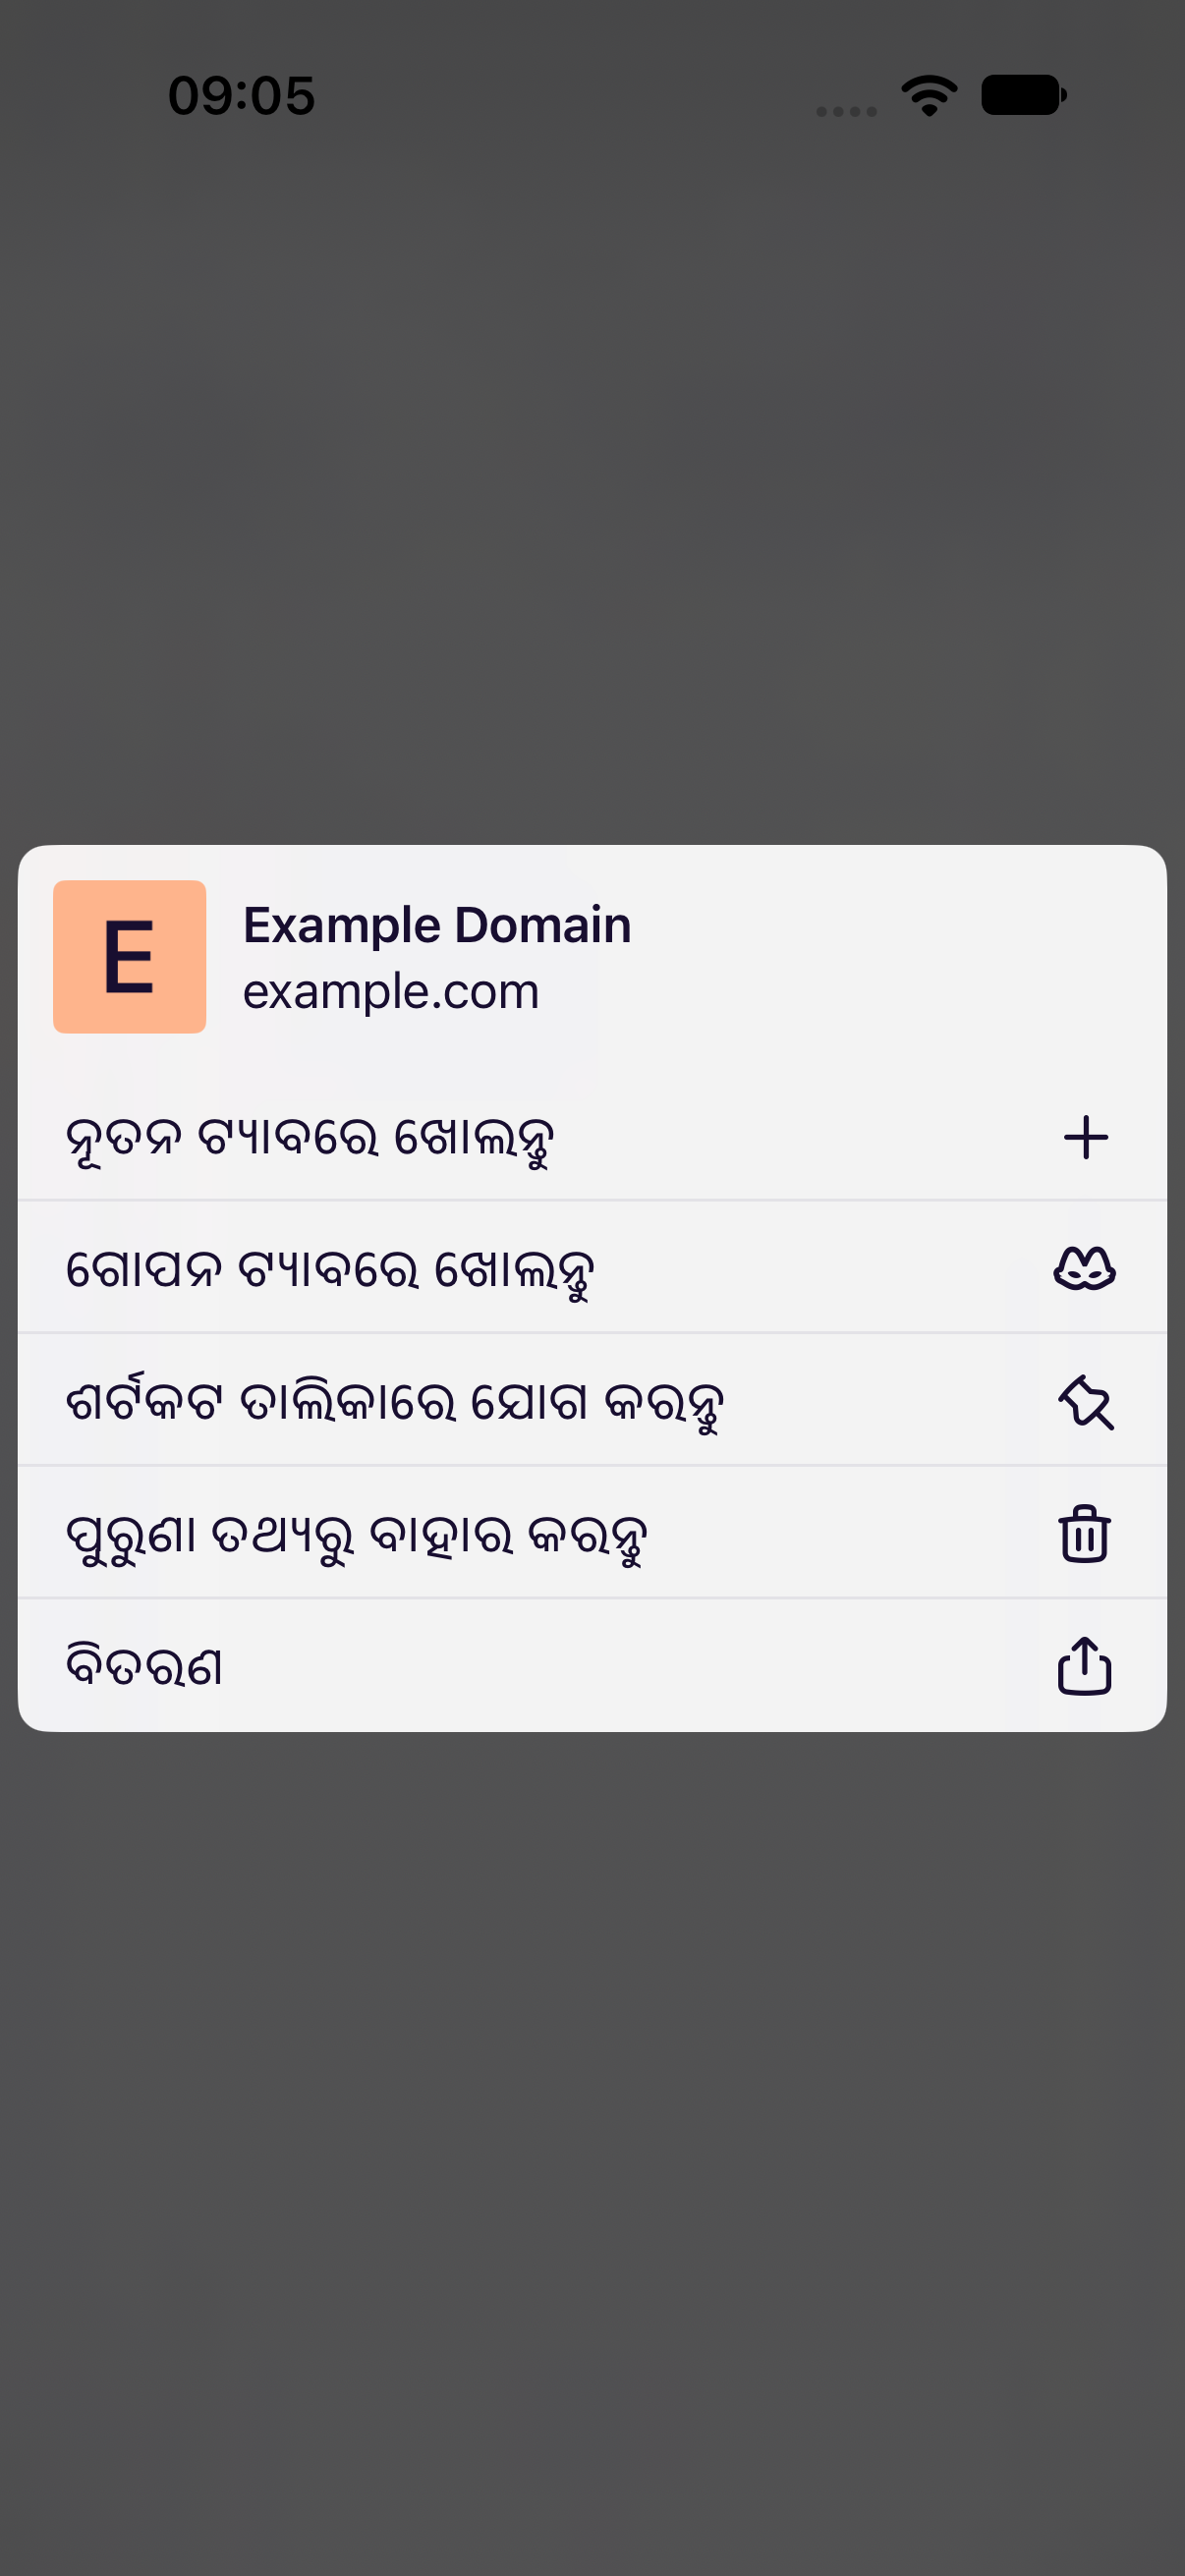 09:05
E
Example Domain
example.com
ନୂତନ ଟ୍ୟାବରେ ଖୋଲନ୍ତୁ
ଗୋପନ ଟ୍ୟାବରେ ଖୋଲନ୍ତୁ
ଶର୍ଟକଟ ତାଲିକାରେ ଯୋଗ କରନ୍ତୁ
ପୁରୁଣା ତଥ୍ୟରୁ ବାହାର କରନ୍ତୁ
ବିତରଣ